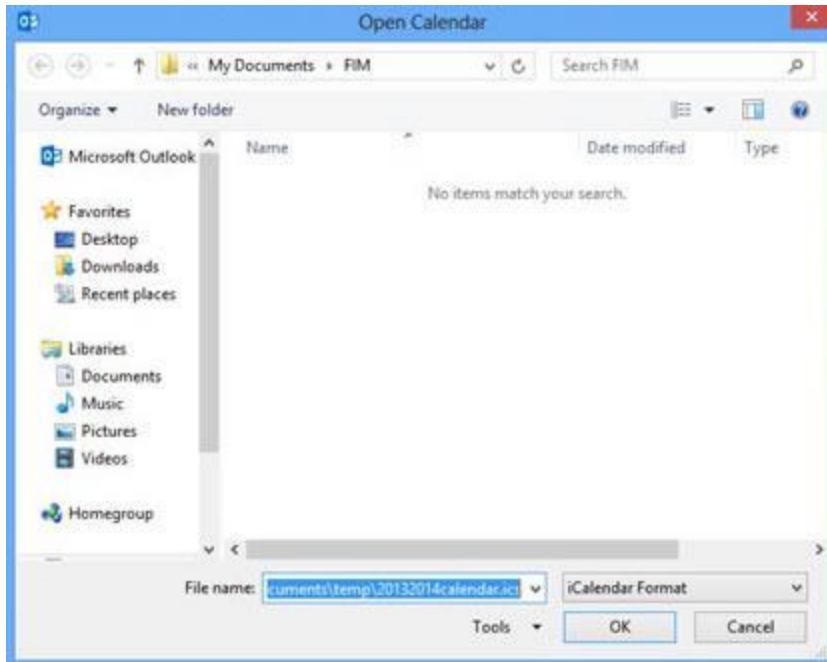 Open Calendar
« My Documents ▸ FIM
Search FIM
Organize
New folder
Name
Date modified
Type
No items match your search.
Microsoft Outlook
Favorites
Desktop
Downloads
Recent places
Libraries
Documents
Music
Pictures
Videos
Homegroup
File name: cuments\temp\20132014calendar.ics
iCalendar Format
Tools
OK
Cancel